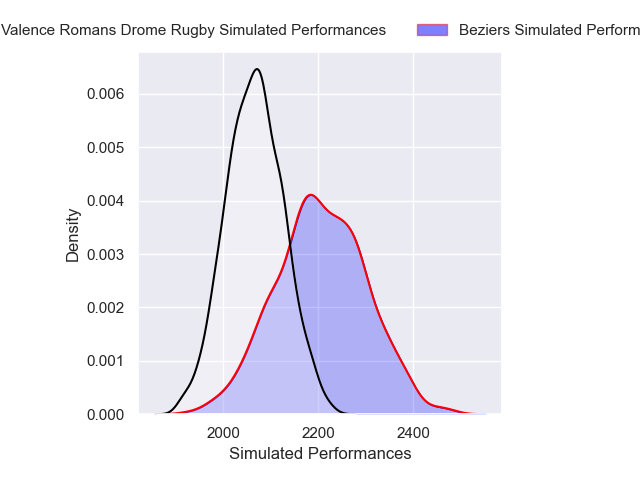 Valence Romans Drome Rugby Simulated Performances
Beziers Simulated Perform
0.006
0.005
0.004
0.003
0.002
0.001
0.000
Density
2000
2200
2400
Simulated Performances